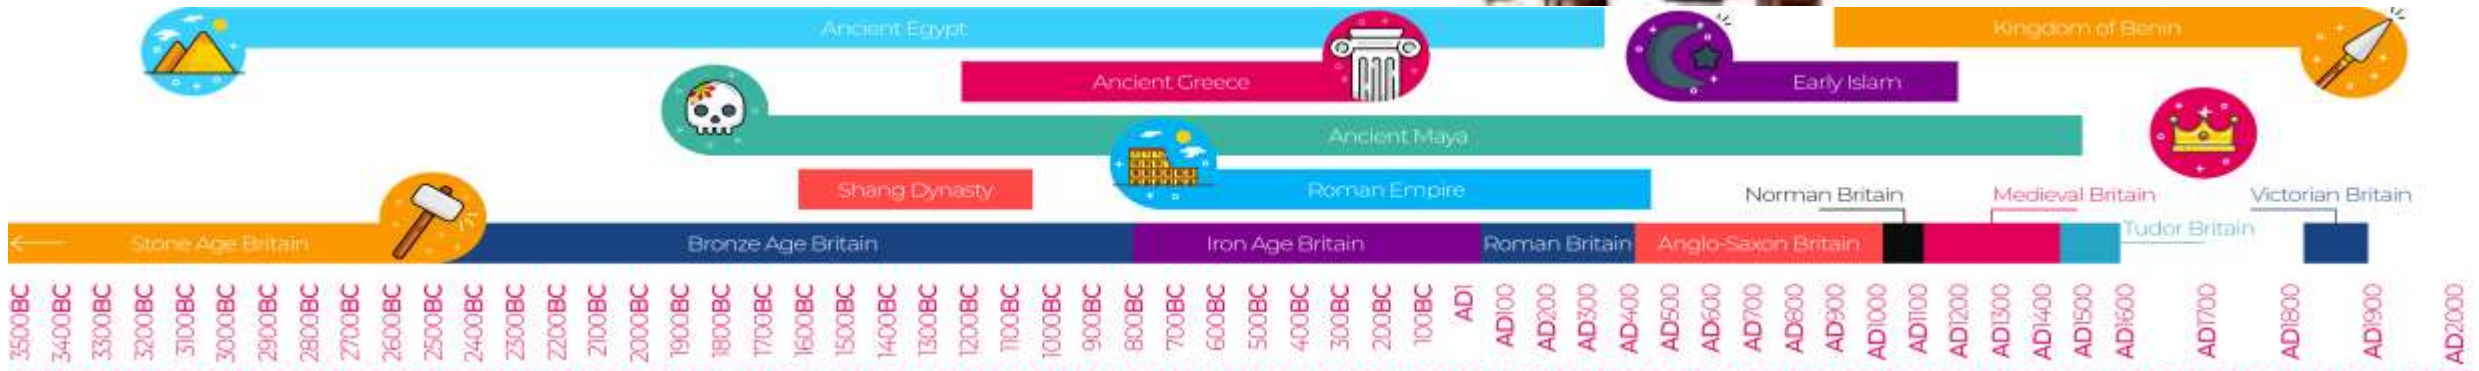 Ancient Egypt
Kingdom of Benin
Ancient Greece
Early Islam
Ancient Maya
Shang Dynasty
Roman Empire
Norman Britain
Medieval Britain
Victorian Britain
Tudor Britain
Stone Age Britain
Bronze Age Britain
Iron Age Britain
Roman Britain
Anglo-Saxon Britain
3500BC
3400BC
3300BC
3200BC
3100BC
3000BC
2900BC
2800BC
2700BC
2600BC
2500BC
2400BC
2300BC
2200BC
2100BC
2000BC
1900BC
1800BC
1700BC
1600BC
1500BC
1400BC
1300BC
1200BC
1100BC
1000BC
900BC
800BC
700BC
600BC
500BC
400BC
300BC
200BC
100BC
AD1
AD100
AD200
AD300
AD400
AD500
AD600
AD700
AD800
AD900
AD1000
AD1100
AD1200
AD1300
AD1400
AD1500
AD1600
AD1700
AD1800
AD1900
AD2000